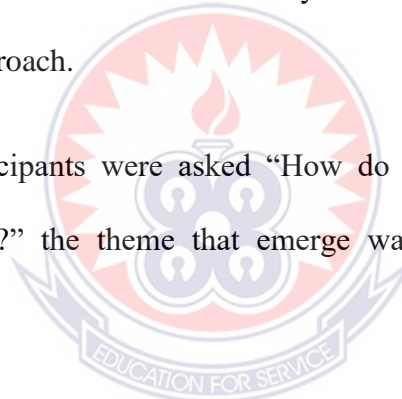 roach.
cipants were asked “How do
?” the theme that emerge wa
EDUCATION FOR SERVICE